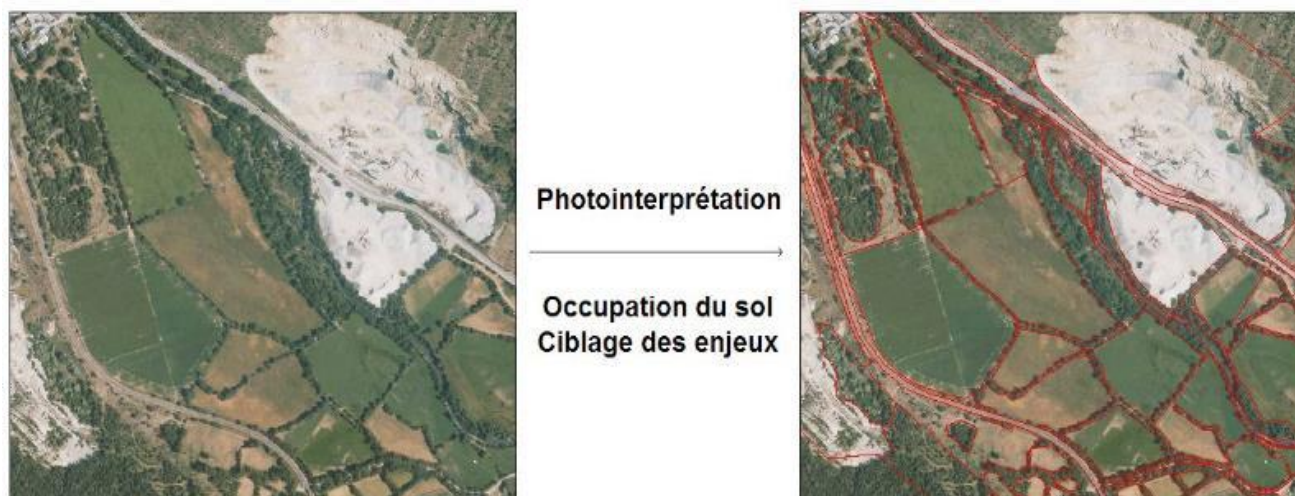 Photointerprétation
Occupation du sol
Ciblage des enjeux